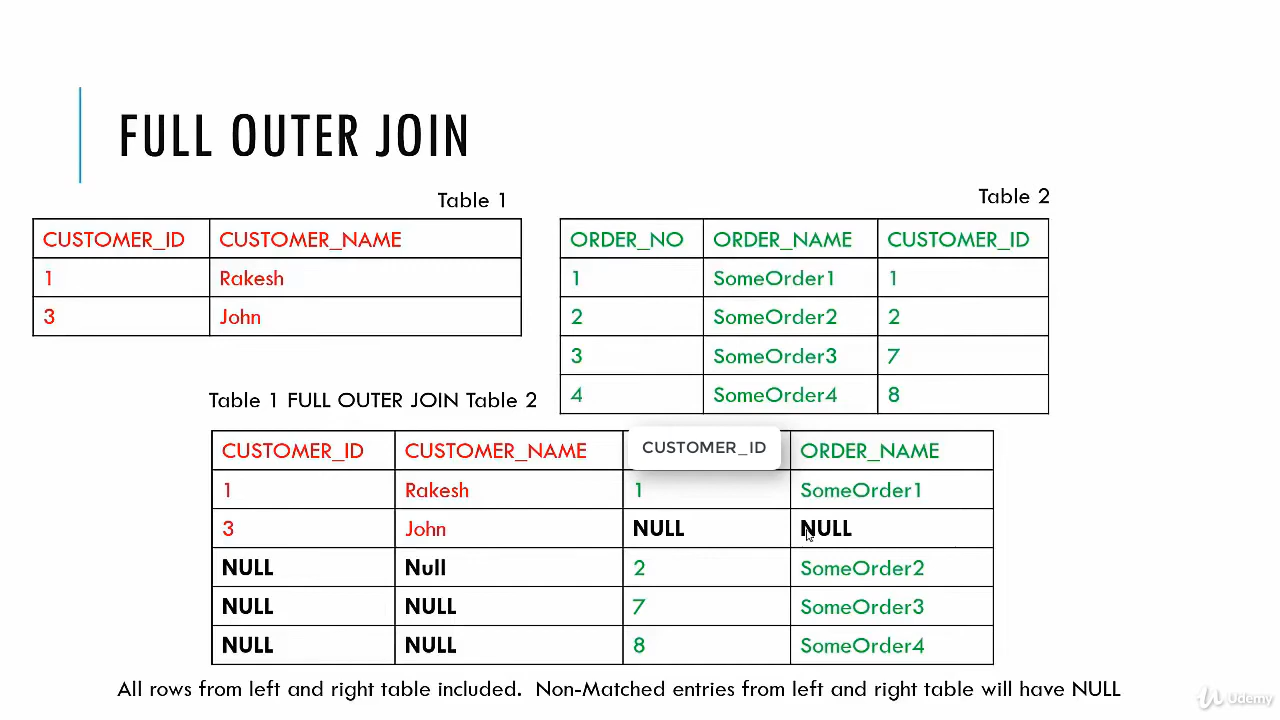 FULL OUTER JOIN
Table 1
CUSTOMER_ID CUSTOMER_NAME
1 Rakesh
3 John
Table 2
ORDER_NO ORDER_NAME CUSTOMER_ID
1 SomeOrder1 1
2 SomeOrder2 2
3 SomeOrder3 7
4 SomeOrder4 8
Table 1 FULL OUTER JOIN Table 2
CUSTOMER_ID CUSTOMER_NAME CUSTOMER_ID ORDER_NAME
1 Rakesh 1 SomeOrder1
3 John NULL NULL
NULL Null 2 SomeOrder2
NULL NULL 7 SomeOrder3
NULL NULL 8 SomeOrder4
All rows from left and right table included. Non-Matched entries from left and right table will have NULL
Udemy